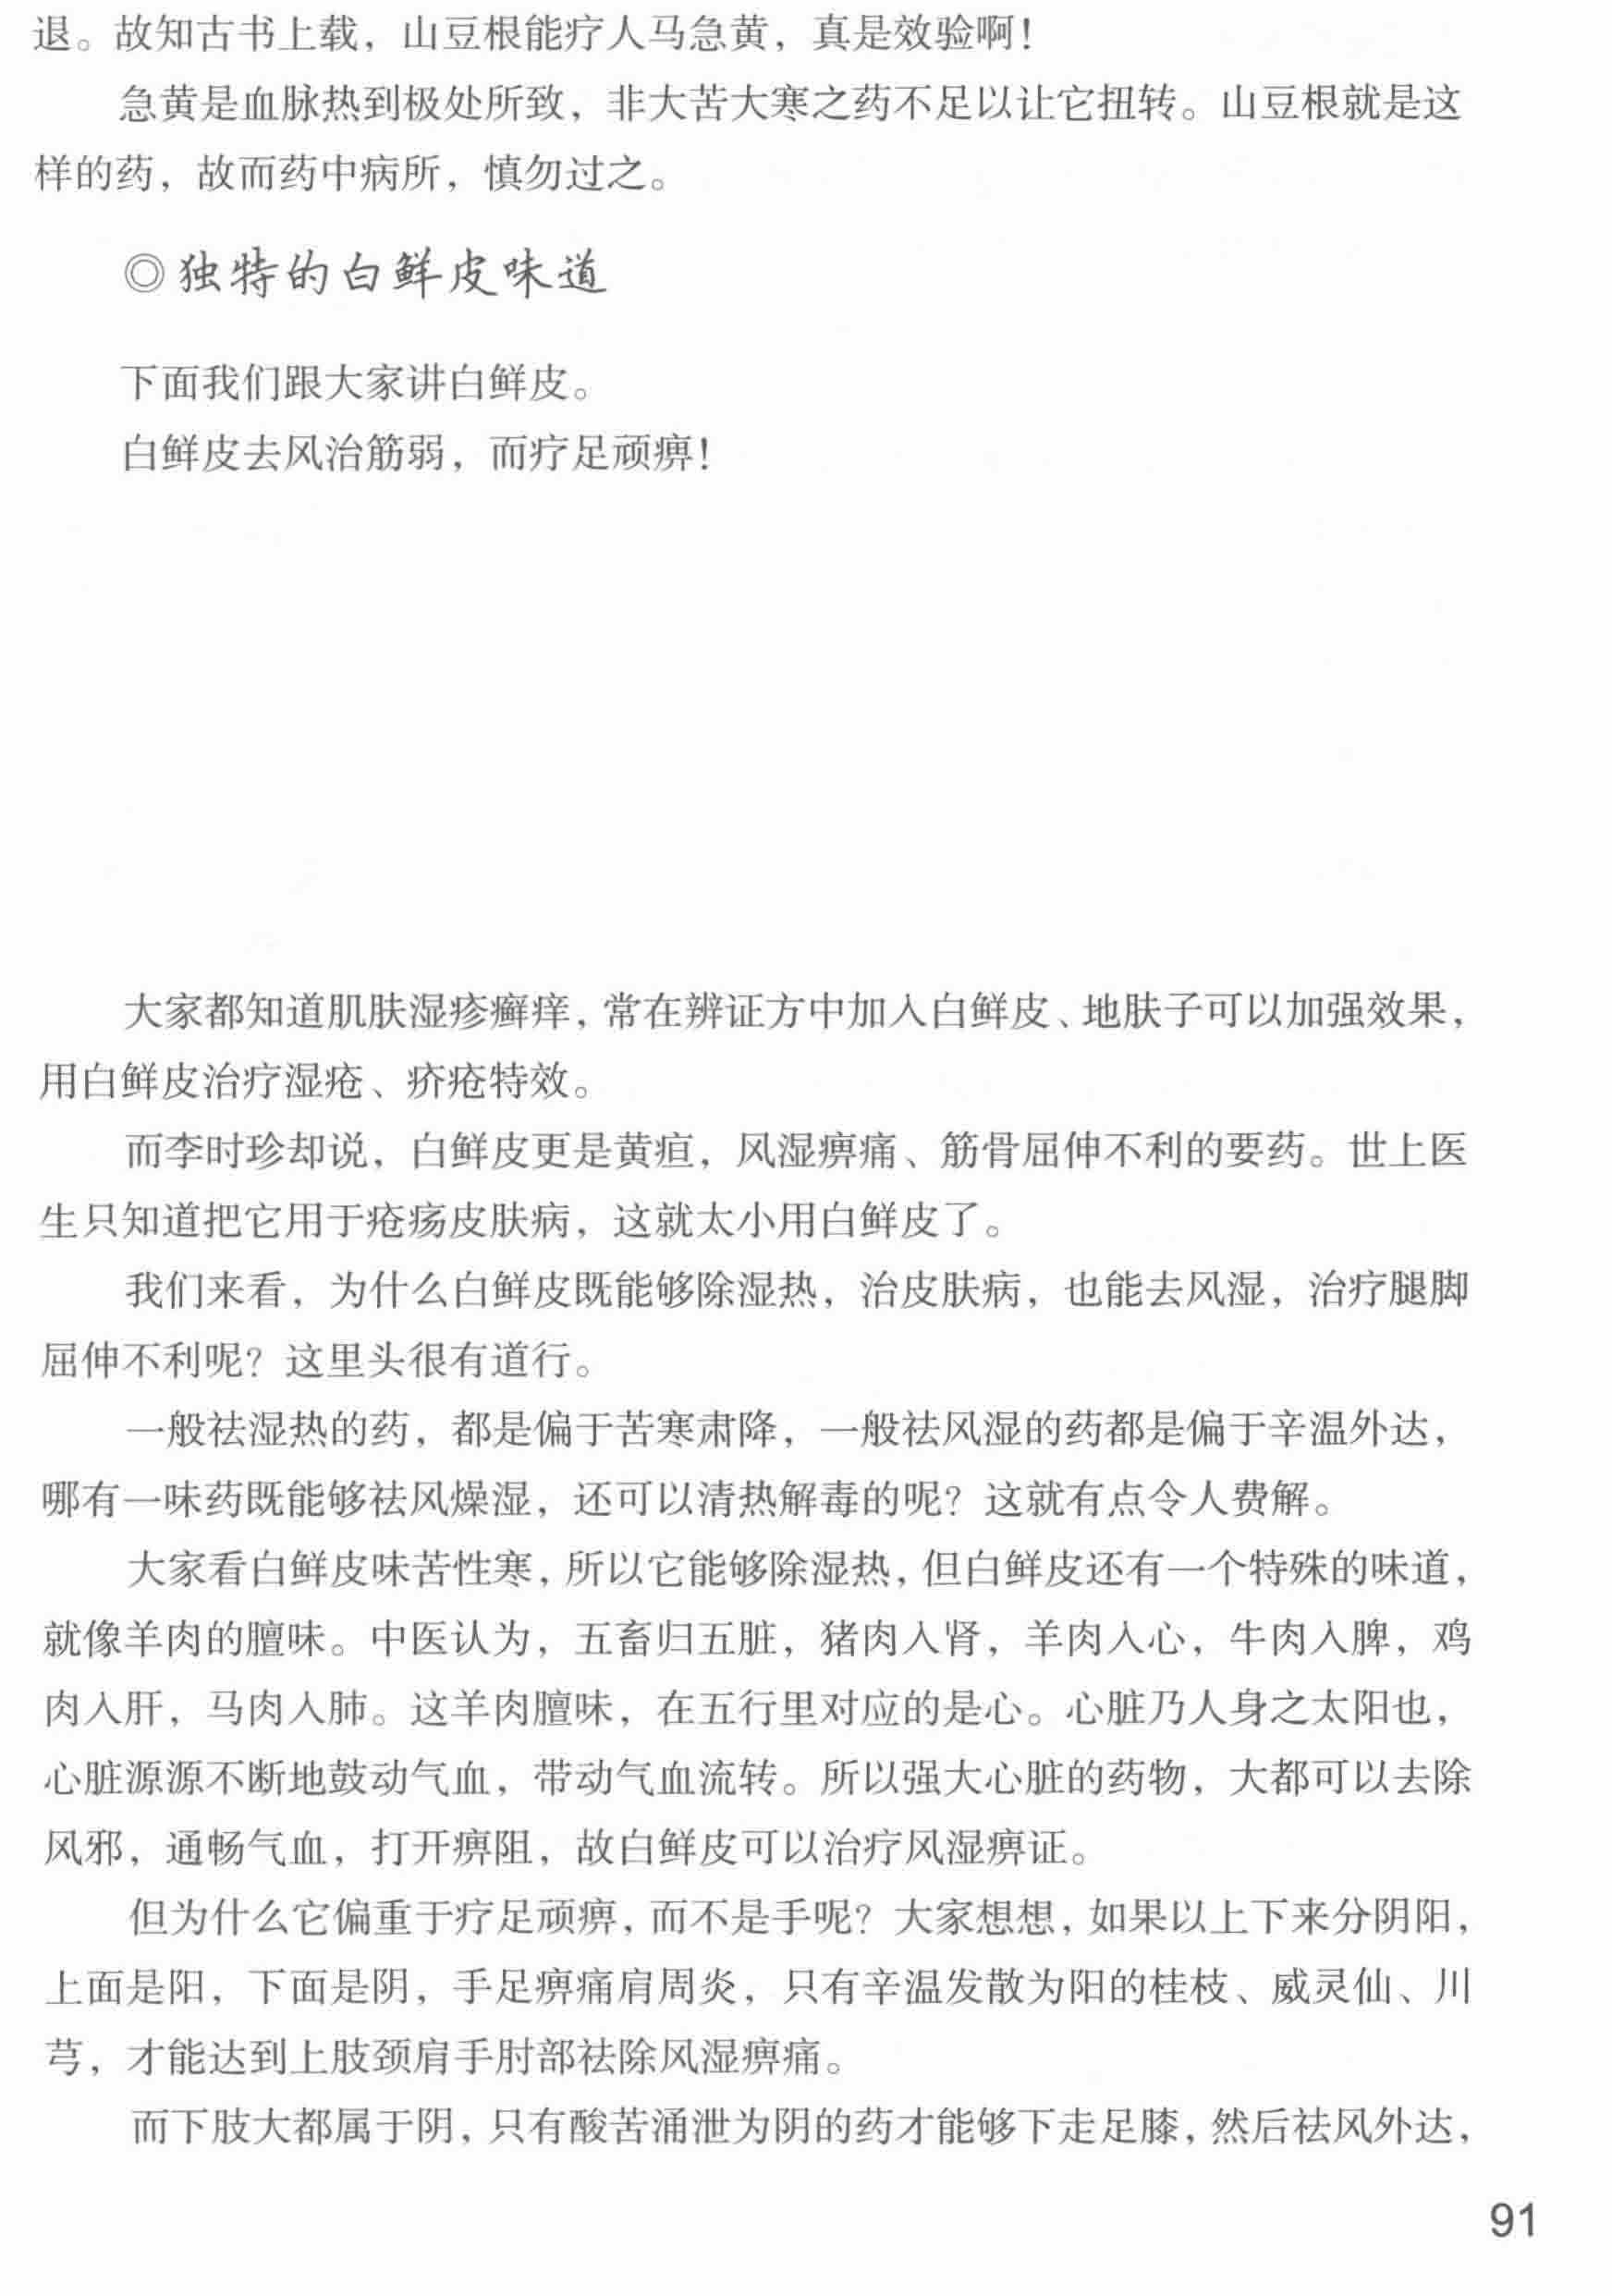 退。故知古书上载，山豆根能疗人马急黄，真是效验啊！
急黄是血脉热到极处所致，非大苦大寒之药不足以让它扭转。山豆根就是这
样的药，故而药中病所，慎勿过之。
◎独特的白鲜皮味道
下面我们跟大家讲白鲜皮。
白鲜皮去风治筋弱，而疗足顽痹！
大家都知道肌肤湿疹癣痒，常在辨证方中加入白鲜皮、地肤子可以加强效果，
用白鲜皮治疗湿疮、疥疮特效。
而李时珍却说，白鲜皮更是黄疸，风湿痹痛、筋骨屈伸不利的要药。世上医
生只知道把它用于疮疡皮肤病，这就太小用白鲜皮了。
我们来看，为什么白鲜皮既能够除湿热，治皮肤病，也能去风湿，治疗腿脚
屈伸不利呢？这里头很有道行。
一般祛湿热的药，都是偏于苦寒肃降，一般祛风湿的药都是偏于辛温外达，
哪有一味药既能够祛风燥湿，还可以清热解毒的呢？这就有点令人费解。
大家看白鲜皮味苦性寒，所以它能够除湿热，但白鲜皮还有一个特殊的味道，
就像羊肉的膻味。中医认为，五畜归五脏，猪肉入肾，羊肉入心，牛肉入脾，鸡
肉入肝，马肉入肺。这羊肉膻味，在五行里对应的是心。心脏乃人身之太阳也，
心脏源源不断地鼓动气血，带动气血流转。所以强大心脏的药物，大都可以去除
风邪，通畅气血，打开痹阻，故白鲜皮可以治疗风湿痹证。
但为什么它偏重于疗足顽痹，而不是手呢？大家想想，如果以上下来分阴阳，
上面是阳，下面是阴，手足痹痛肩周炎，只有辛温发散为阳的桂枝、威灵仙、川
芎，才能达到上肢颈肩手肘部祛除风湿痹痛。
而下肢大都属于阴，只有酸苦涌泄为阴的药才能够下走足膝，然后祛风外达，
91